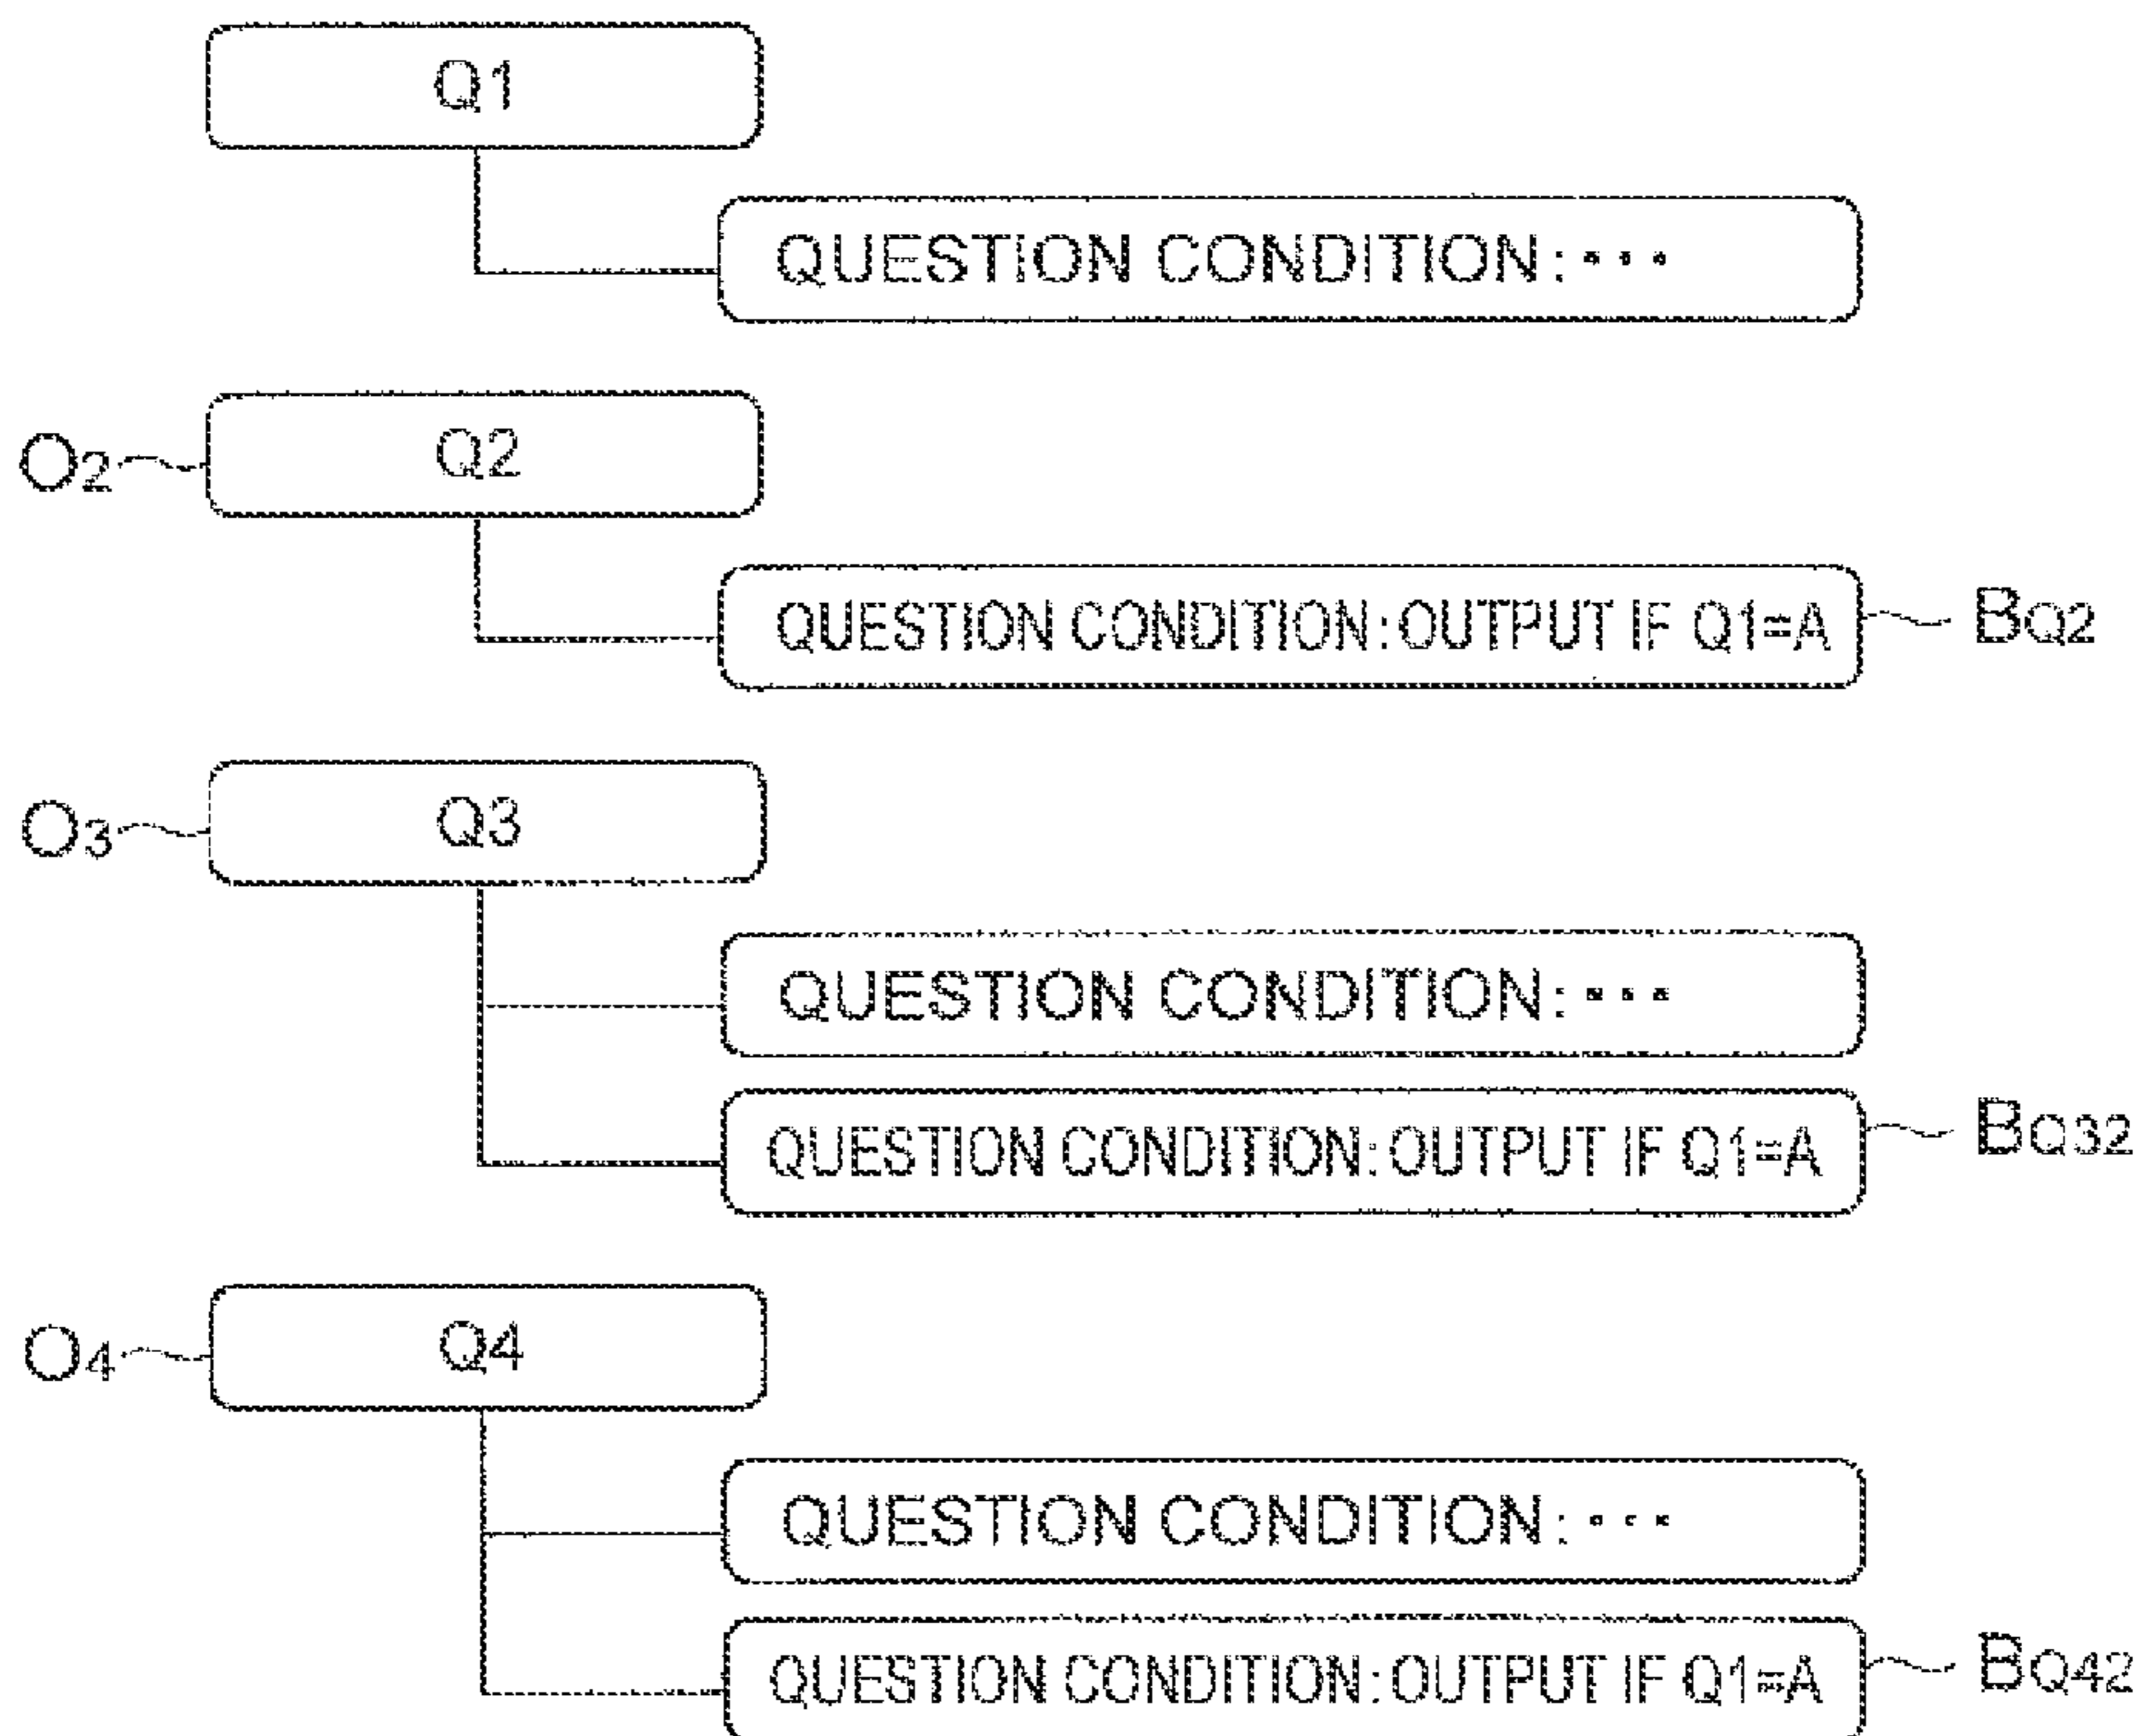 Q1
QUESTION CONDITION: ···
O2 Q2
QUESTION CONDITION: OUTPUT IF Q1=A BQ2
O3 Q3
QUESTION CONDITION: ···
QUESTION CONDITION: OUTPUT IF Q1=A BQ32
O4 Q4
QUESTION CONDITION: ···
QUESTION CONDITION: OUTPUT IF Q1=A BQ42